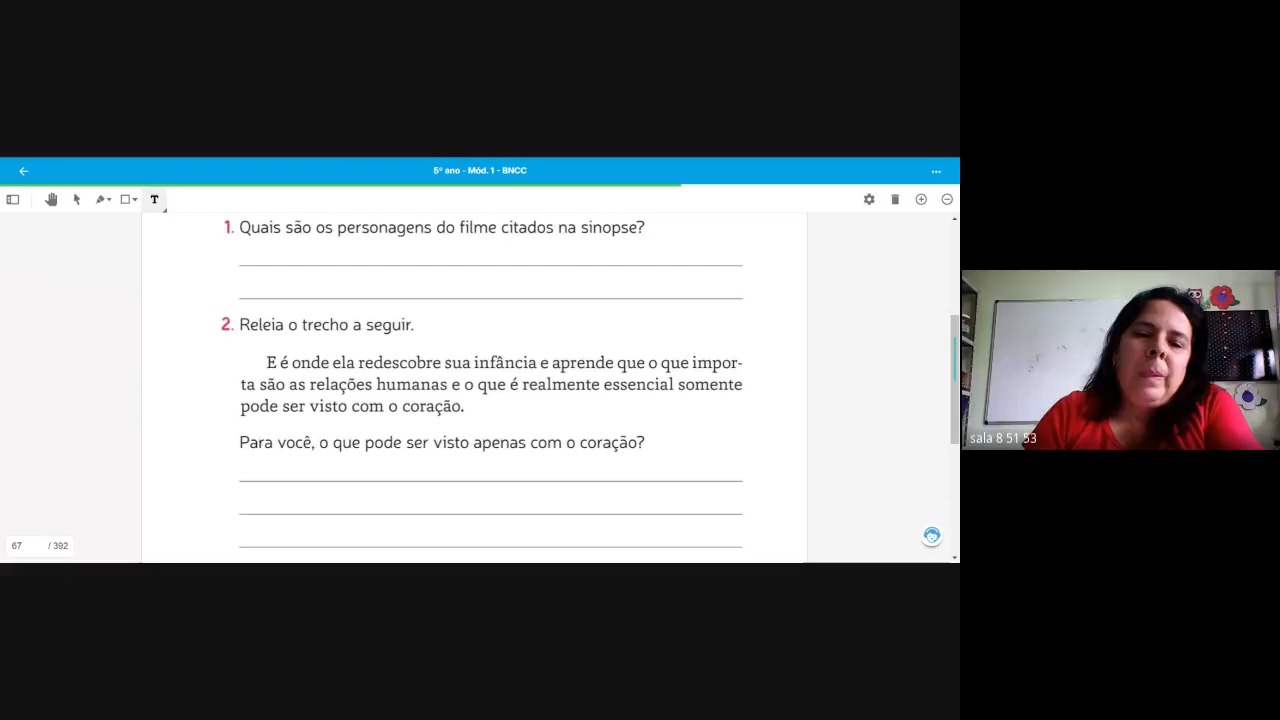 5º ano - Mód. 1 - BNCC
T
1. Quais são os personagens do filme citados na sinopse?
2. Releia o trecho a seguir.
E é onde ela redescobre sua infância e aprende que o que impor-
ta são as relações humanas e o que é realmente essencial somente
pode ser visto com o coração.
Para você, o que pode ser visto apenas com o coração?
67 / 392
sala 8 51 53